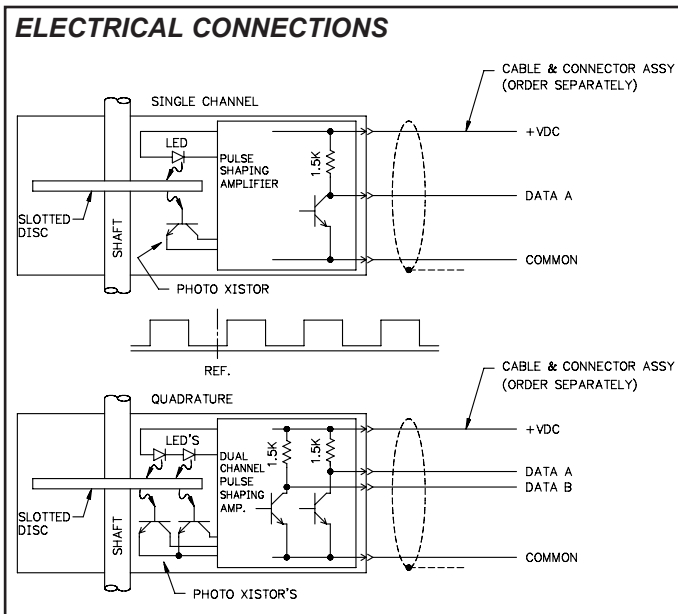 ELECTRICAL CONNECTIONS
CABLE & CONNECTOR ASSY
(ORDER SEPARATELY)
SINGLE CHANNEL
LED
PULSE
SHAPING
AMPLIFIER
1.5K
+VDC
DATA A
COMMON
SLOTTED
DISC
SHAFT
PHOTO XISTOR
REF.
CABLE & CONNECTOR ASSY
(ORDER SEPARATELY)
QUADRATURE
LED'S
DUAL
CHANNEL
PULSE
SHAPING
AMP.
1.5K
1.5K
+VDC
DATA A
DATA B
COMMON
SLOTTED
DISC
SHAFT
PHOTO XISTOR'S